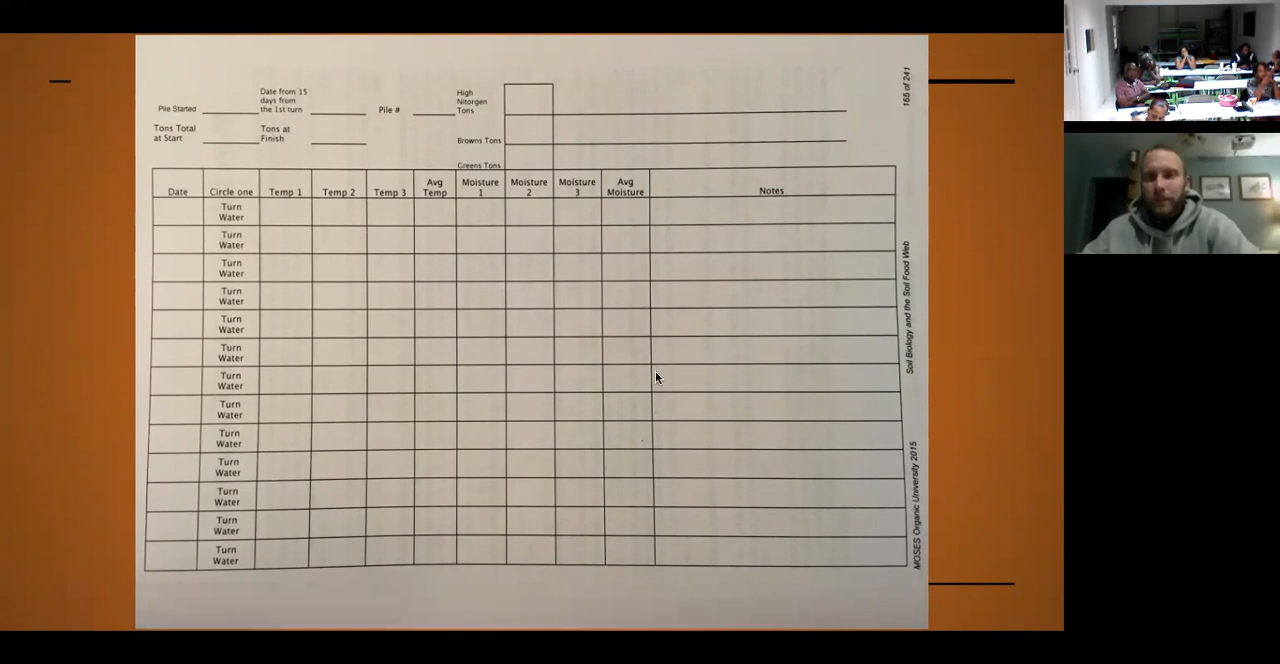 Pile Started
Date from 15
days from
the 1st turn
Pile #
High
Nitorgen
Tons
Tons Total
at Start
Tons at
Finish
Browns Tons
Greens Tons
Date Circle one Temp 1 Temp 2 Temp 3 Avg Temp Moisture 1 Moisture 2 Moisture 3 Avg Moisture Notes
Turn
Water
Turn
Water
Turn
Water
Turn
Water
Turn
Water
Turn
Water
Turn
Water
Turn
Water
Turn
Water
Turn
Water
Turn
Water
Turn
Water
Turn
Water
165 of 241
Soil Biology and the Soil Food Web
MOSES Organic University 2015